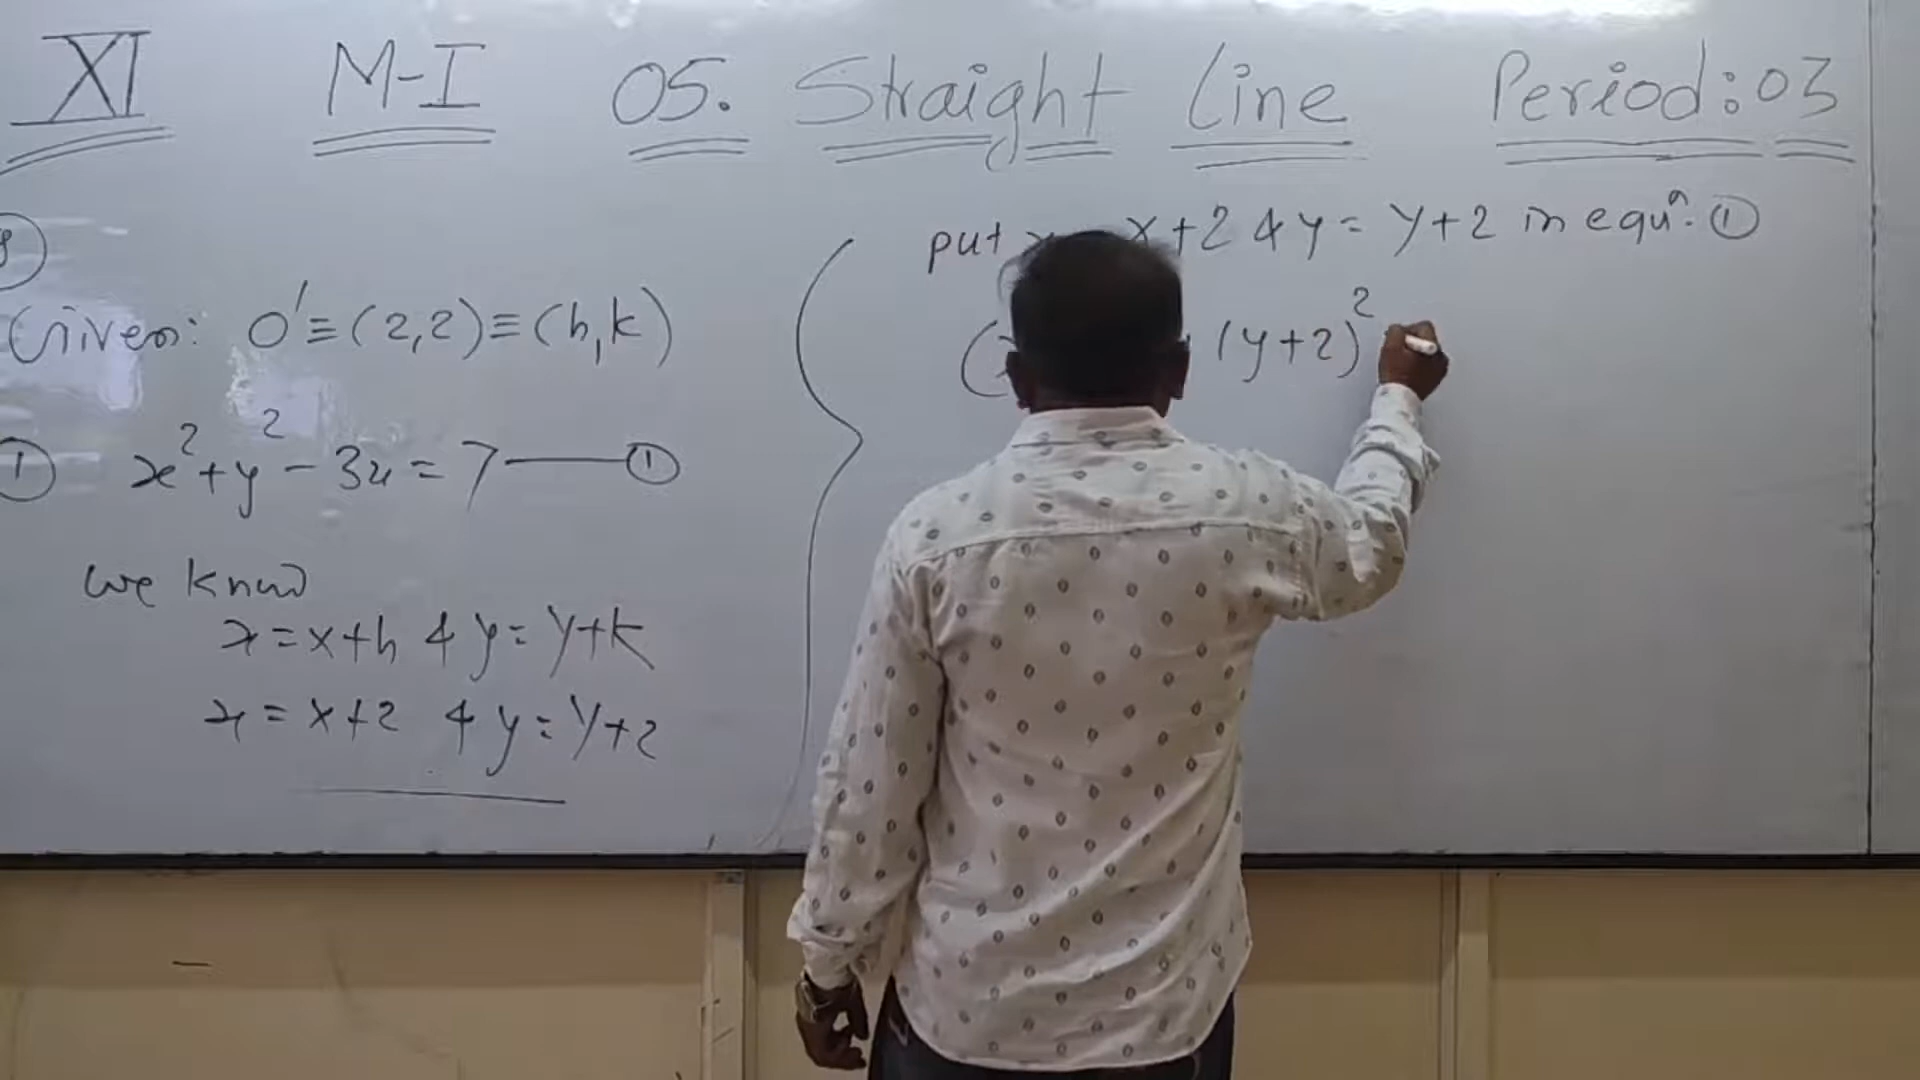 XI M-I 05. Straight Line Period: 03
Given: O' ≡ (2,2) ≡ (h,k)
① x² + y² - 3x = 7 —— ①
we know
x = X+h & y = Y+k
x = X+2 & y = Y+2
put X+2 & y = Y+2 in equⁿ. ①
( (y+2)²